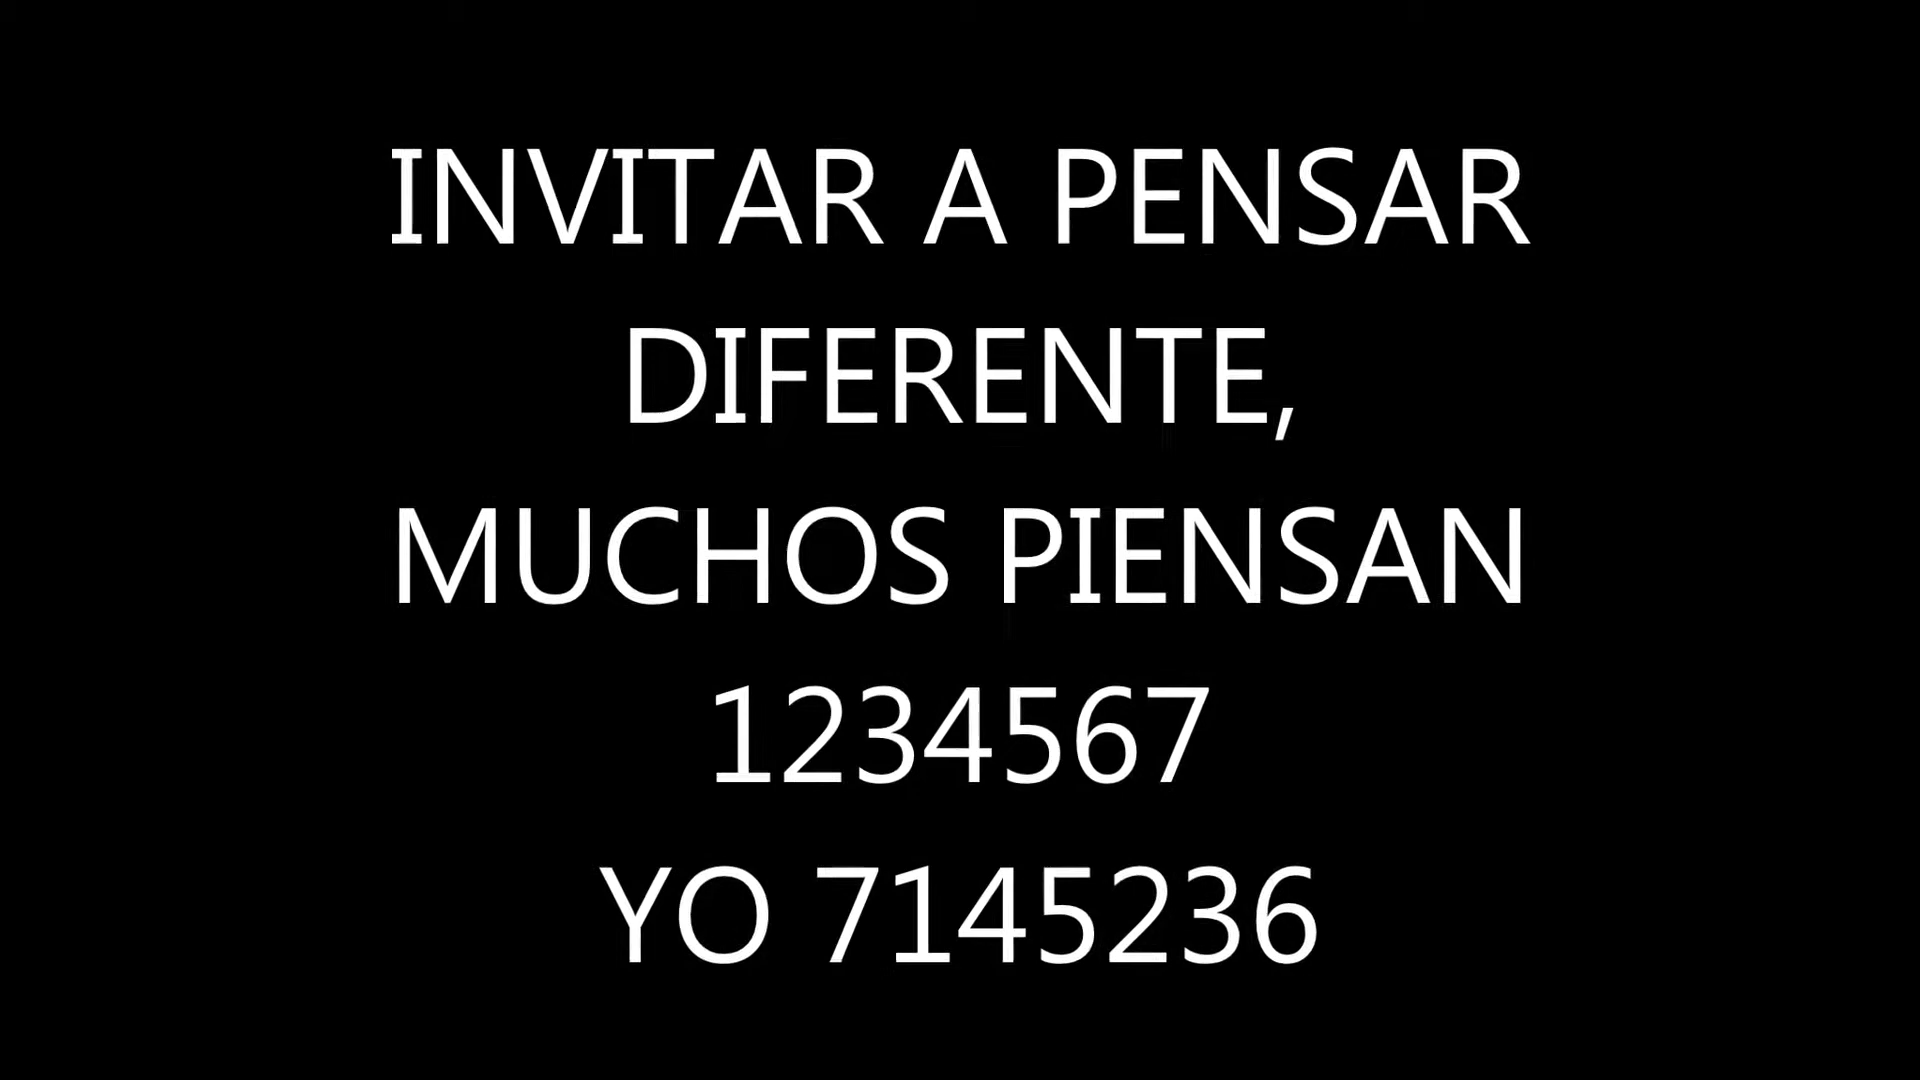 INVITAR A PENSAR
DIFERENTE,
MUCHOS PIENSAN
1234567
YO 7145236